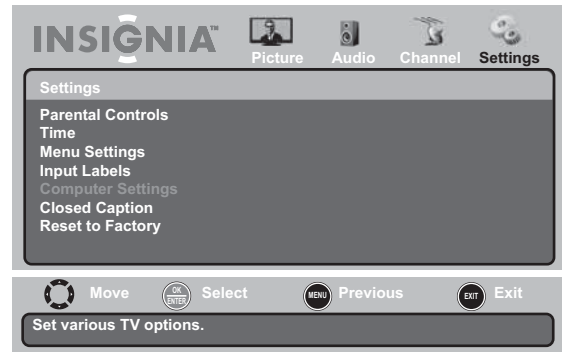 INSIGNIA™
Picture Audio Channel Settings
Settings
Parental Controls
Time
Menu Settings
Input Labels
Computer Settings
Closed Caption
Reset to Factory
Move OK ENTER Select MENU Previous EXIT Exit
Set various TV options.